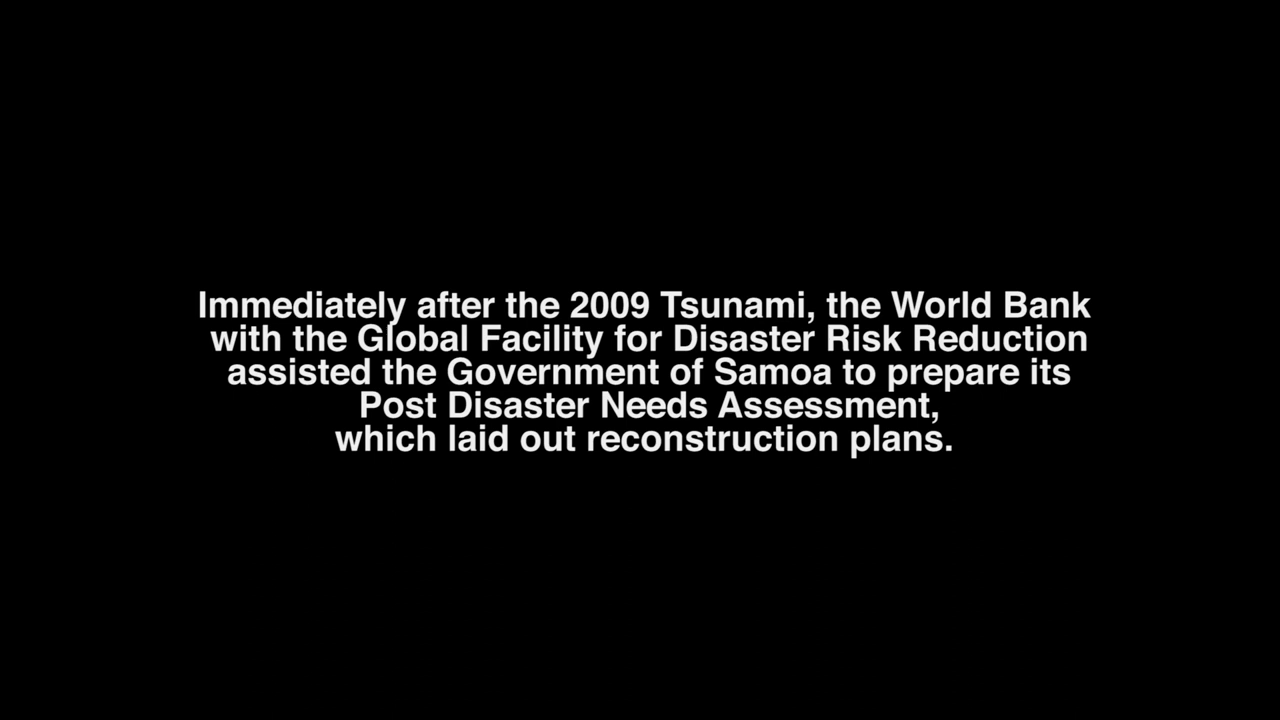 Immediately after the 2009 Tsunami, the World Bank
with the Global Facility for Disaster Risk Reduction
assisted the Government of Samoa to prepare its
Post Disaster Needs Assessment,
which laid out reconstruction plans.